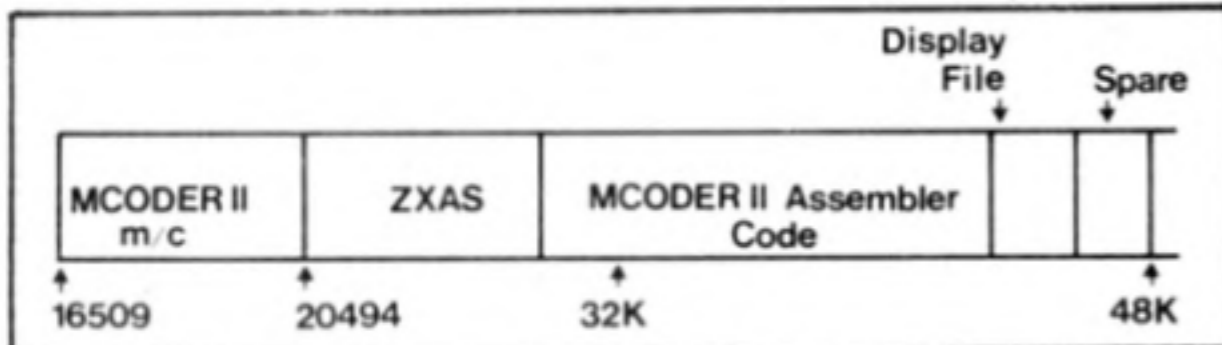 Display
File
Spare
MCODER II
m/c
ZXAS
MCODER II Assembler
Code
16509
20494
32K
48K